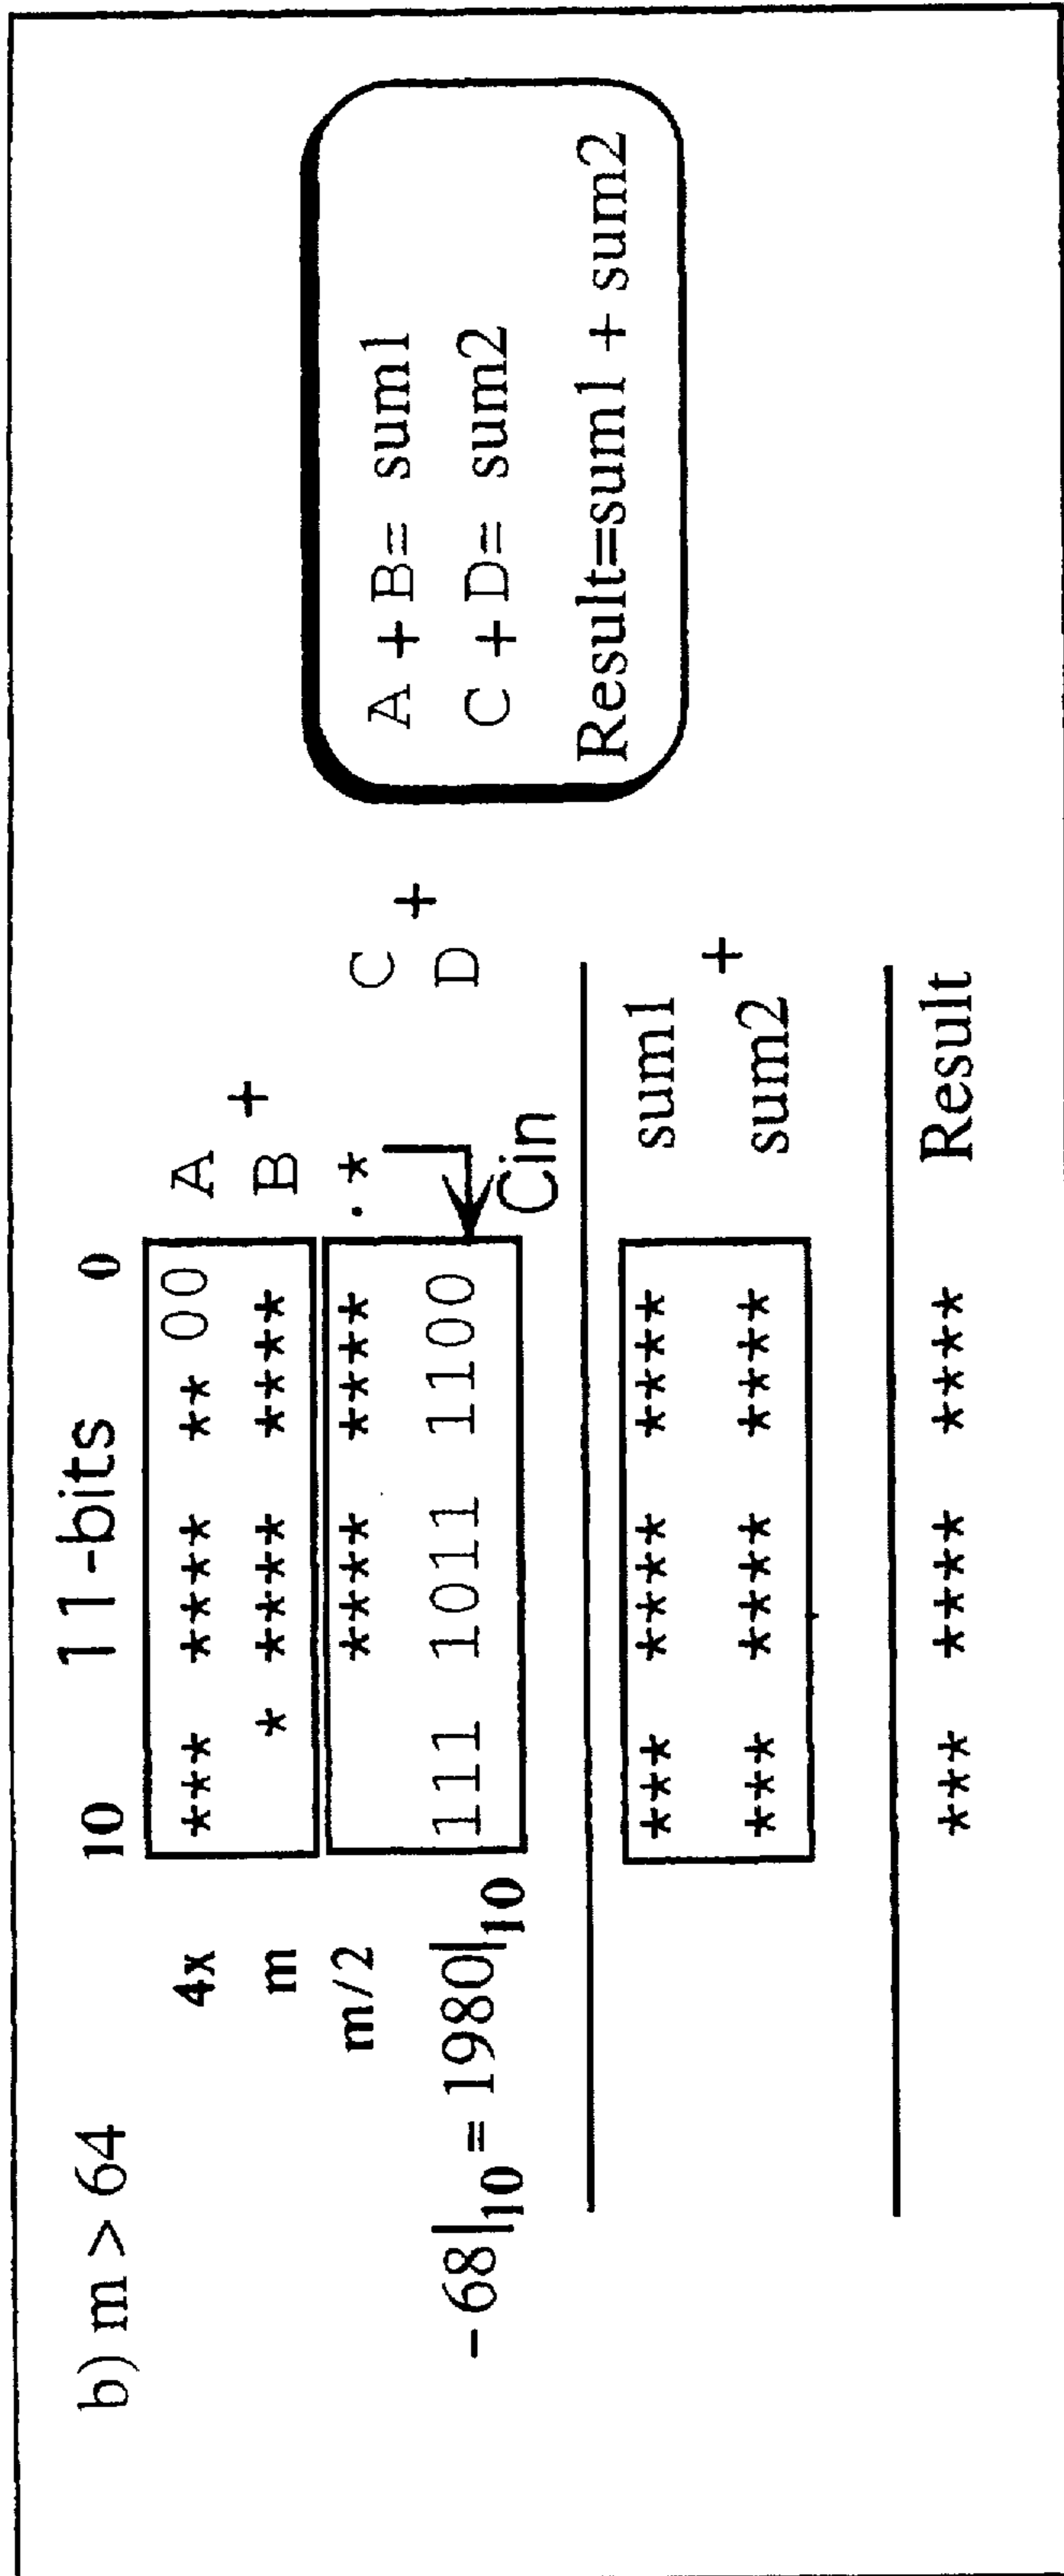 b) m > 64
10 11-bits 0
4x *** **** ** 00 A
+
m * **** **** B
m/2 **** **** . * C
+
-68|10 = 1980|10 111 1011 1100 D
Cin
*** **** **** sum1
+
*** **** **** sum2
*** **** **** Result
A + B= sum1
C + D= sum2
Result=sum1 + sum2